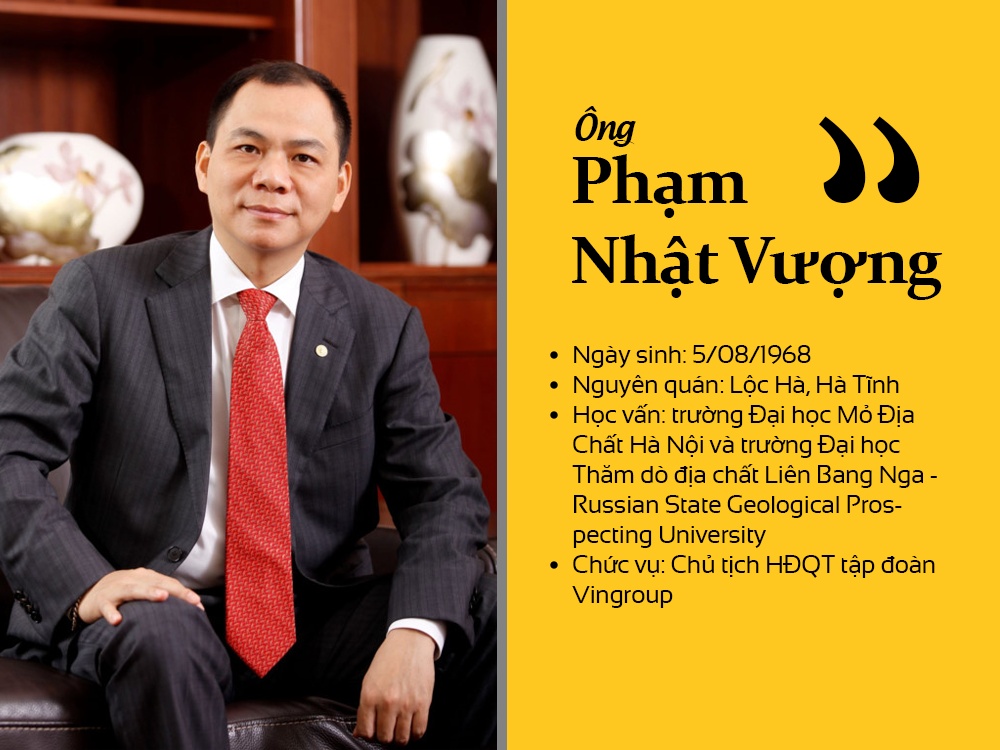 Ông
Phạm
Nhật Vượng
• Ngày sinh: 5/08/1968
• Nguyên quán: Lộc Hà, Hà Tĩnh
• Học vấn: trường Đại học Mỏ Địa
Chất Hà Nội và trường Đại học
Thăm dò địa chất Liên Bang Nga -
Russian State Geological Pros-
pecting University
• Chức vụ: Chủ tịch HĐQT tập đoàn
Vingroup